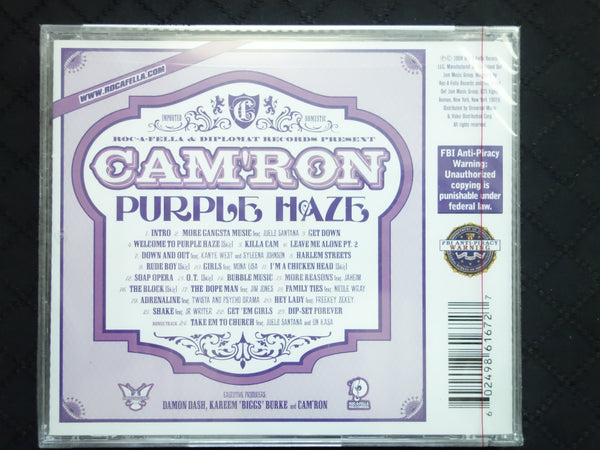 WWW.ROCAFELLA.COM
IMPORTED
DOMESTIC
C
ROC-A-FELLA & DIPLOMAT RECORDS PRESENT
CAM'RON
PURPLE HAZE
1. INTRO 2. MORE GANGSTA MUSIC feat. JUELZ SANTANA 3. GET DOWN
4. WELCOME TO PURPLE HAZE (Skit) 5. KILLA CAM 6. LEAVE ME ALONE PT. 2
7. DOWN AND OUT feat. KANYE WEST and SYLEENA JOHNSON 8. HARLEM STREETS
9. RUDE BOY (Skit) 10. GIRLS feat. MONA LISA 11. I'M A CHICKEN HEAD (Skit)
12. SOAP OPERA 13. O.T. (Skit) 14. BUBBLE MUSIC 15. MORE REASONS feat. JAHEIM
16. THE BLOCK (Skit) 17. THE DOPE MAN feat. JIM JONES 18. FAMILY TIES feat. NICOLE WRAY
19. ADRENALINE feat. TWISTA AND PSYCHO DRAMA 20. HEY LADY feat. FREEKEY ZEKEY
21. SHAKE feat. JR WRITER 22. GET 'EM GIRLS 23. DIP-SET FOREVER
BONUS TRACK 24. TAKE EM TO CHURCH feat. JUELZ SANTANA and UN KASA
EXECUTIVE PRODUCERS
DAMON DASH, KAREEM "BIGGS" BURKE and CAM'RON
ROC-A-FELLA
RECORDS
All rights reserved.
FBI Anti-Piracy
Warning:
Unauthorized
copying is
punishable under
federal law.
FBI ANTI-PIRACY
WARNING
6 02498 61672 7